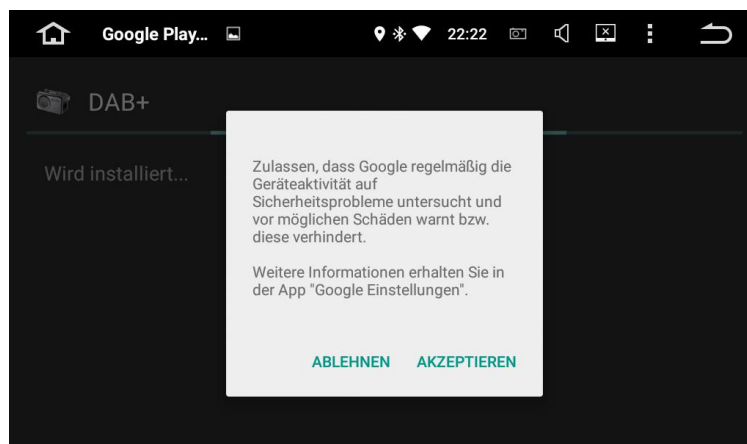 Google Play...
22:22
DAB+
Wird installiert...
Zulassen, dass Google regelmäßig die
Geräteaktivität auf
Sicherheitsprobleme untersucht und
vor möglichen Schäden warnt bzw.
diese verhindert.
Weitere Informationen erhalten Sie in
der App "Google Einstellungen".
ABLEHNEN AKZEPTIEREN